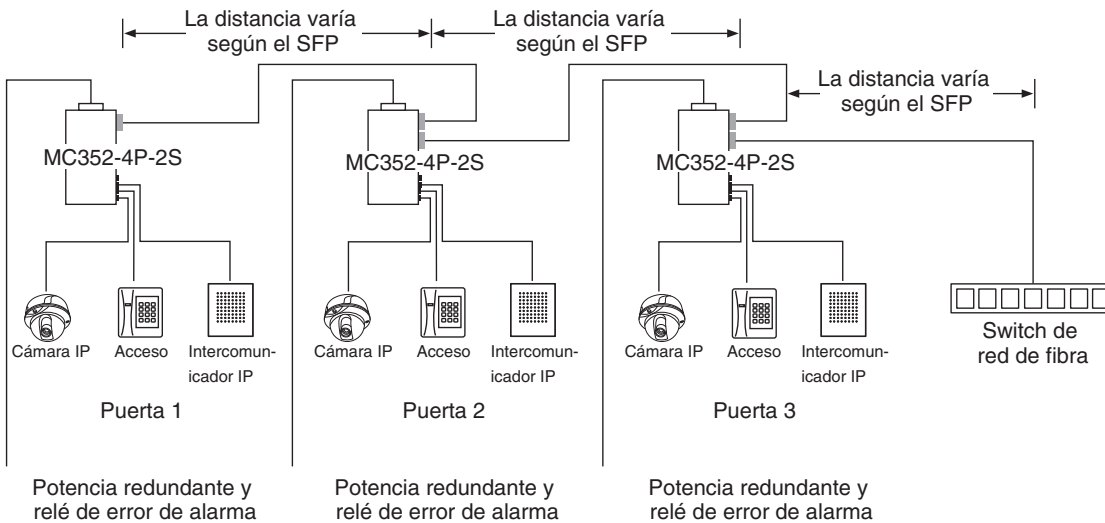 La distancia varía
según el SFP
La distancia varía
según el SFP
La distancia varía
según el SFP
MC352-4P-2S
MC352-4P-2S
MC352-4P-2S
Cámara IP
Acceso
Intercomun-
icador IP
Cámara IP
Acceso
Intercomun-
icador IP
Cámara IP
Acceso
Intercomun-
icador IP
Switch de
red de fibra
Puerta 1
Puerta 2
Puerta 3
Potencia redundante y
relé de error de alarma
Potencia redundante y
relé de error de alarma
Potencia redundante y
relé de error de alarma